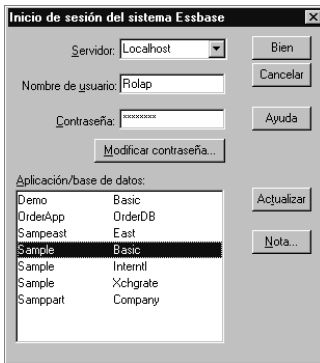 Inicio de sesión del sistema Essbase
Servidor: Localhost
Bien
Nombre de usuario: Rolap
Cancelar
Contraseña: ********
Ayuda
Modificar contraseña...
Aplicación/base de datos:
Demo Basic
OrderApp OrderDB
Sampeast East
Sample Basic
Sample Interntl
Sample Xchgrate
Samppart Company
Actualizar
Nota...